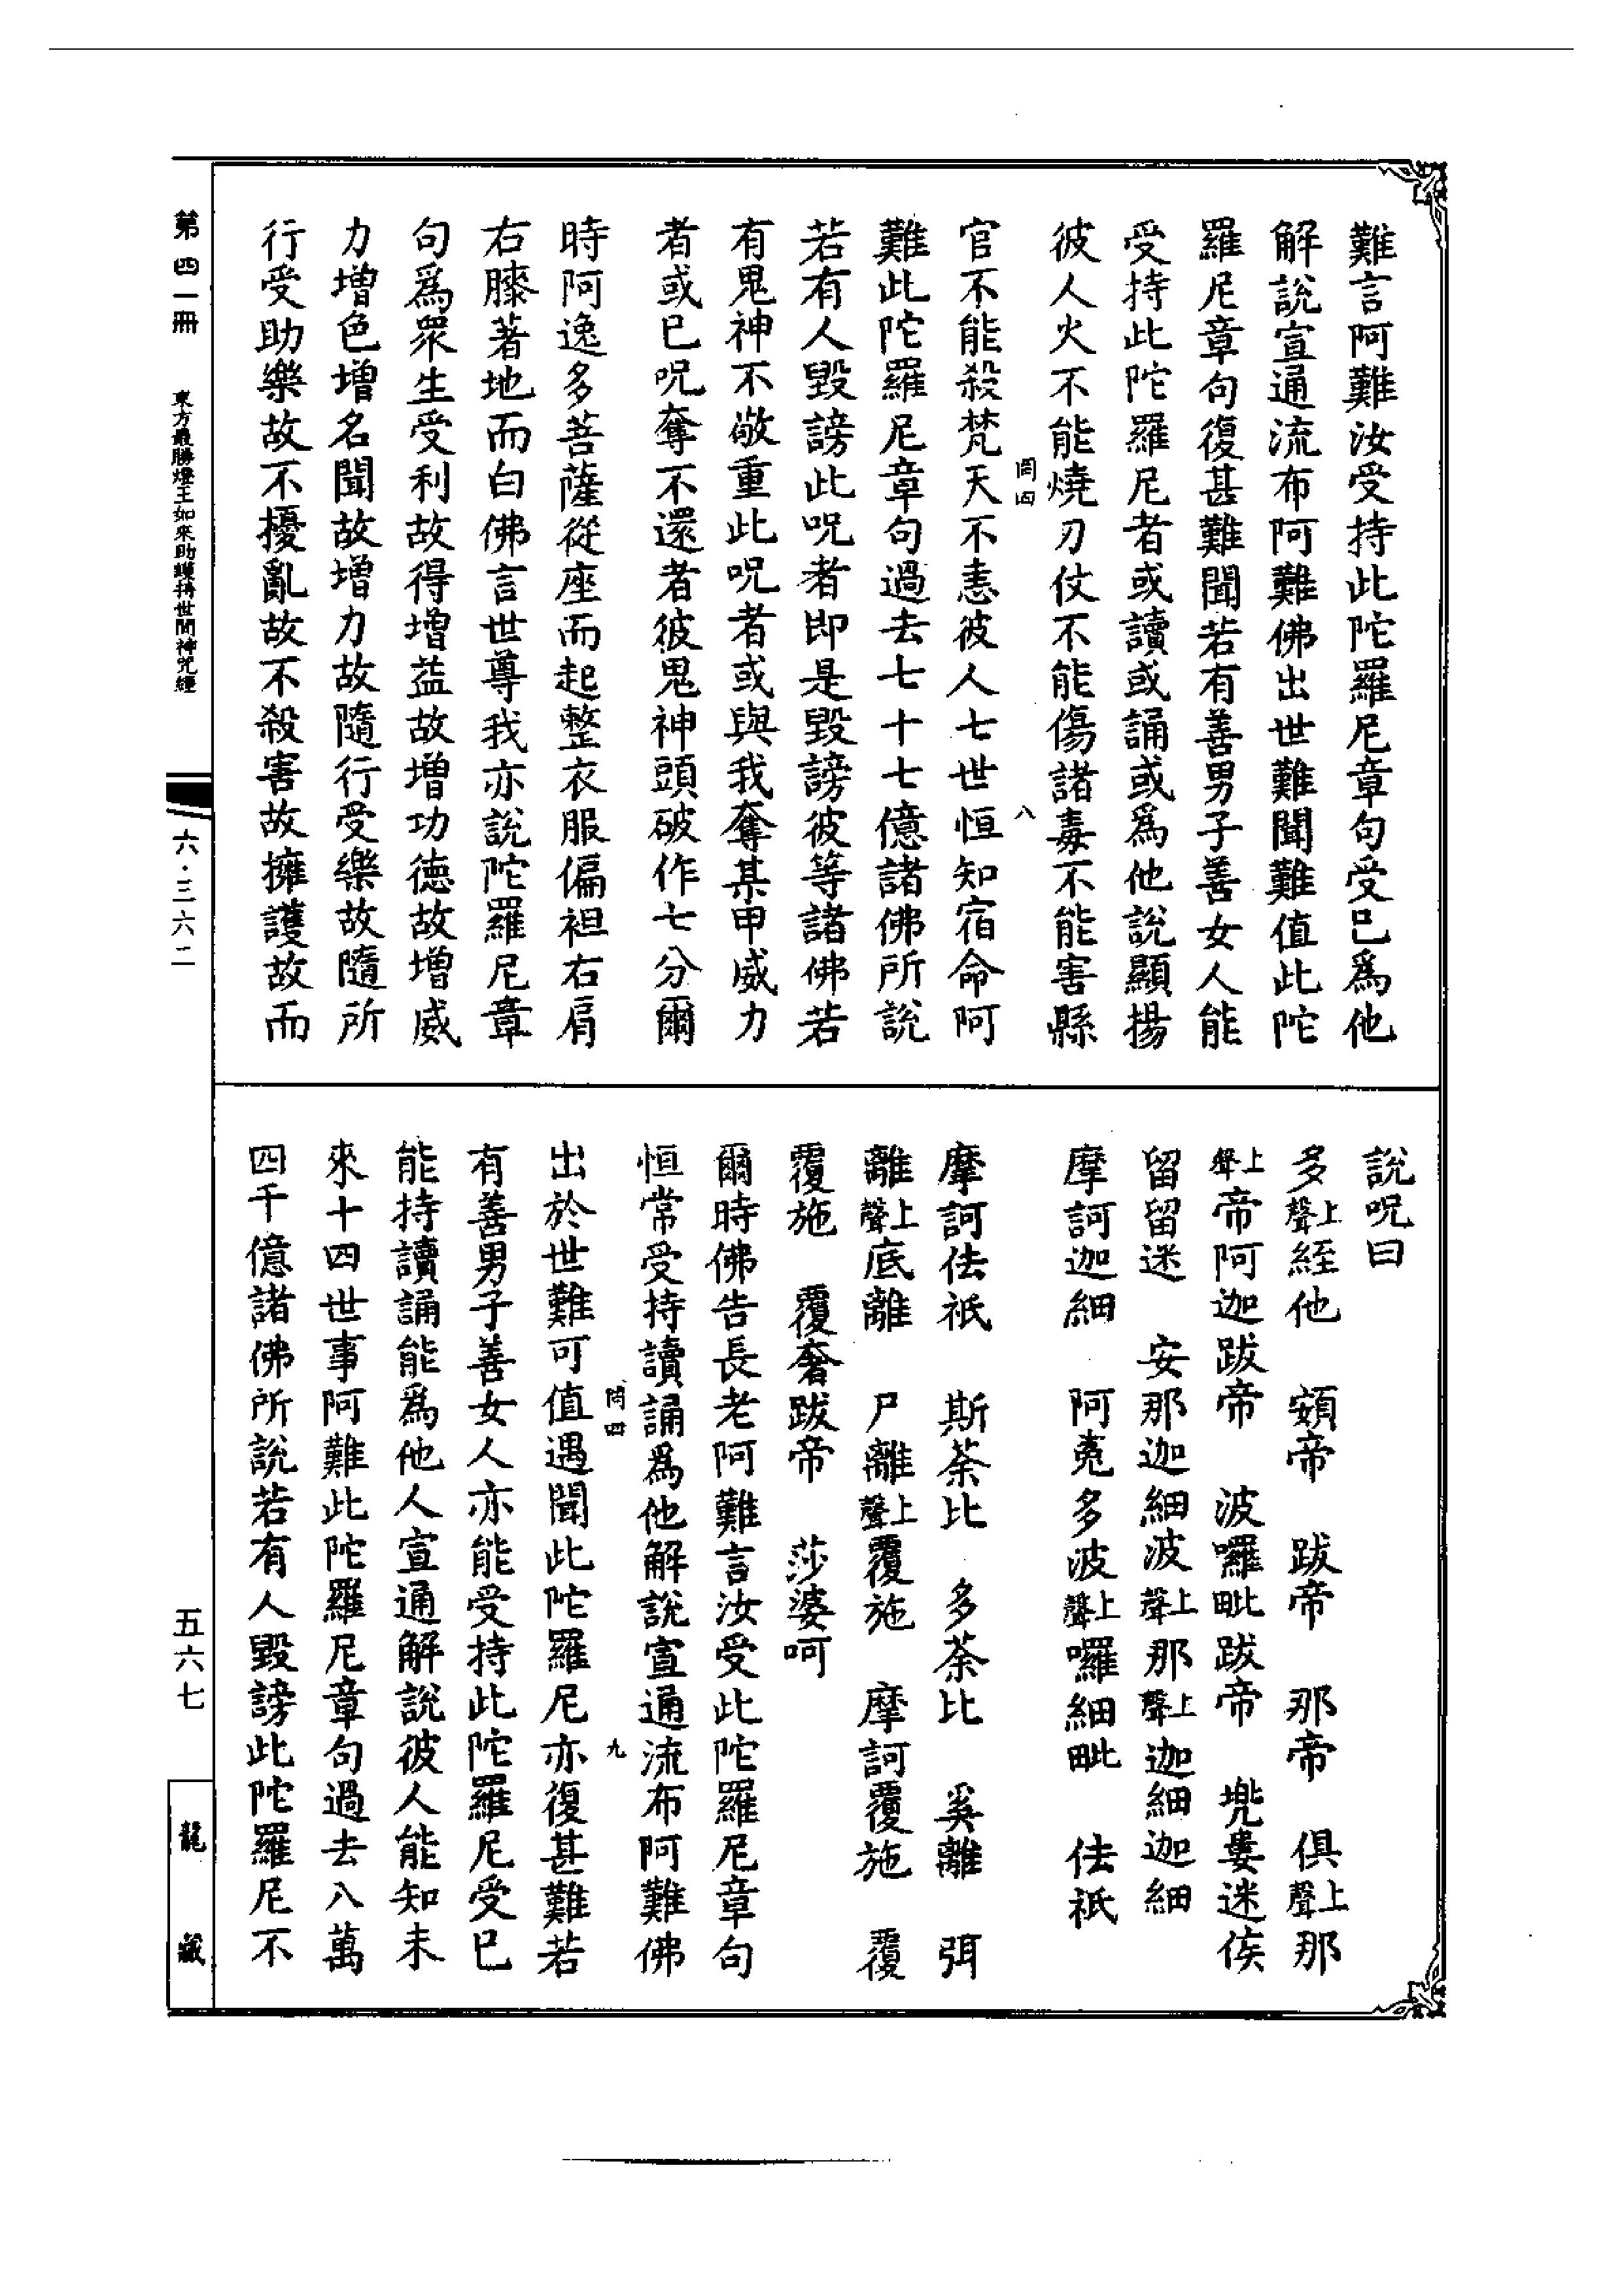 難言阿難汝受持此陀羅尼章句受已爲他
解說宣通流布阿難佛出世難聞難值此陀
羅尼章句復甚難聞若有善男子善女人能
受持此陀羅尼者或讀或誦或爲他說顯揚
彼人火不能燒刃仗不能傷諸毒不能害縣
八
官不能殺梵天不恚彼人七世恒知宿命阿
難此陀羅尼章句過去七十七億諸佛所說
若有人毀謗此呪者即是毀謗彼等諸佛若
有鬼神不敬重此呪者或與我奪某甲威力
者或已呪奪不還者彼鬼神頭破作七分爾
時阿逸多菩薩從座而起整衣服偏袒右肩
右膝著地而白佛言世尊我亦說陀羅尼章
句爲衆生受利故得增益故增功德故增威
力增色增名聞故增力故隨行受樂故隨所
行受助樂故不擾亂故不殺害故擁護故而
說呪曰
多上聲絰他 頞帝 跋帝 那帝 俱上聲那
上聲帝阿迦跋帝 波囉毗跋帝 兠婁迷侯
留留迷 安那迦細波上聲那上聲迦細迦細
摩訶迦細 阿嵬多波上聲囉細毗 佉祇
摩訶佉祇 斯荼比 多荼比 奚離 弭
離上聲底離 尸離上聲覆施 摩訶覆施 覆
覆施 覆奢跋帝 莎婆呵
爾時佛告長老阿難言汝受此陀羅尼章句
恒常受持讀誦爲他解說宣通流布阿難佛
九
出於世難可值遇聞此陀羅尼亦復甚難若
有善男子善女人亦能受持此陀羅尼受已
能持讀誦能爲他人宣通解說彼人能知未
來十四世事阿難此陀羅尼章句過去八萬
四千億諸佛所說若有人毀謗此陀羅尼不
第四一冊 東方最勝燈王如來助護持世間神咒經
六·三六二
五六七
龍藏